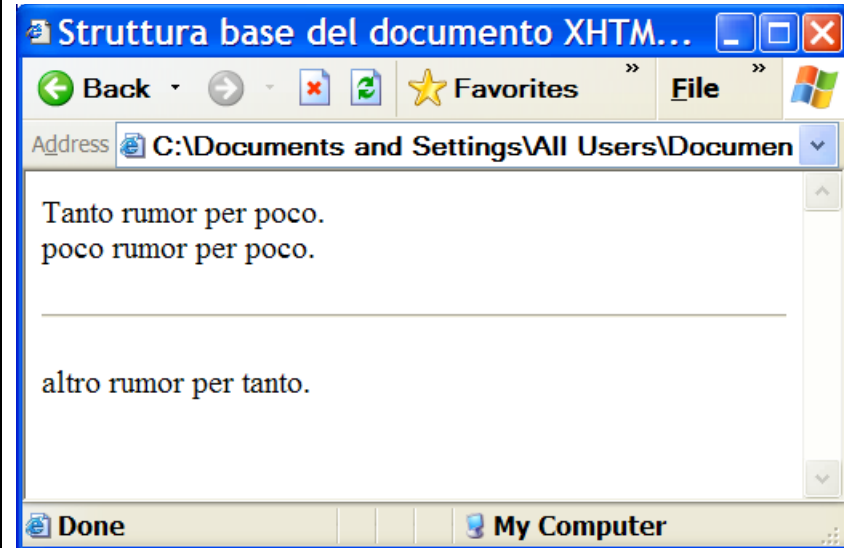 Struttura base del documento XHTM...
Back Favorites » File »
Address C:\Documents and Settings\All Users\Documen
Tanto rumor per poco.
poco rumor per poco.
altro rumor per tanto.
Done My Computer